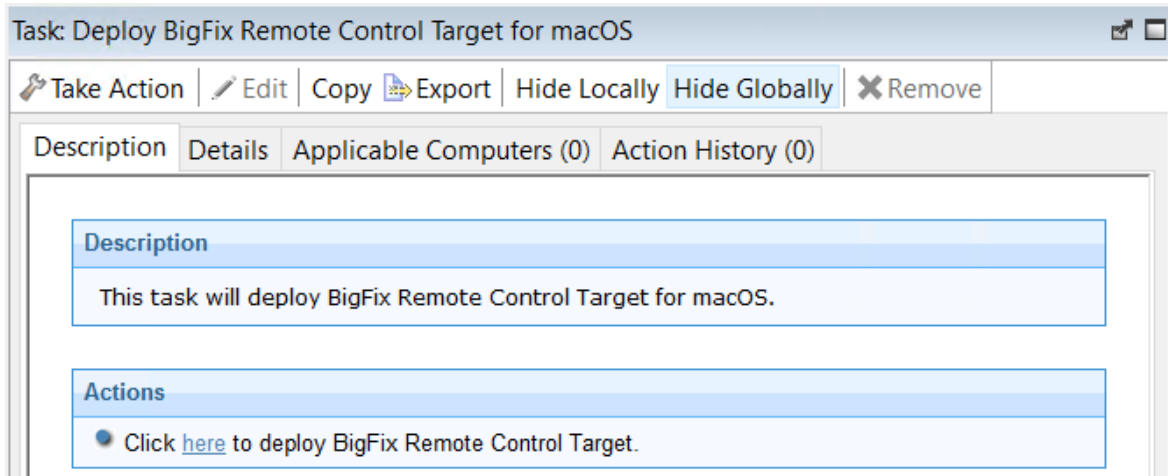 Task: Deploy BigFix Remote Control Target for macOS
Take Action Edit Copy Export Hide Locally Hide Globally Remove
Description Details Applicable Computers (0) Action History (0)
Description
This task will deploy BigFix Remote Control Target for macOS.
Actions
Click here to deploy BigFix Remote Control Target.